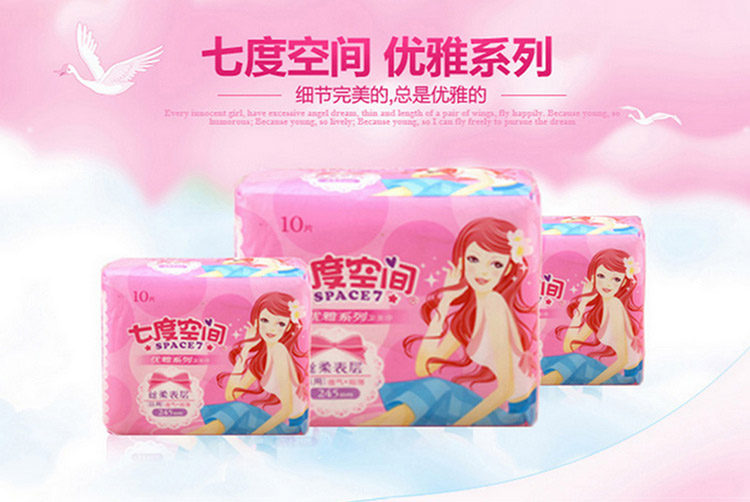 七度空间 优雅系列
细节完美的,总是优雅的
Every innocent girl, have excessive angel dream, thin and length of a pair of wings, fly happily. Because young, so
humorous; Because young, so lively; Because young, so I can fly freely to pursue the dream.
10片
七度空间
SPACE7
优雅系列
丝柔表层
245mm
10片
度空间
SPACE7
优雅系列
丝柔表层
日用
245mm
空间